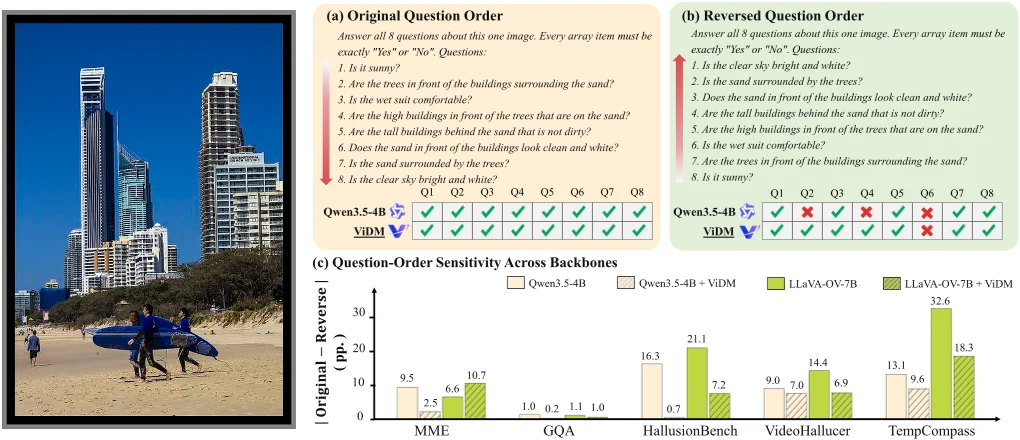 (a) Original Question Order
Answer all 8 questions about this one image. Every array item must be
exactly "Yes" or "No". Questions:
1. Is it sunny?
2. Are the trees in front of the buildings surrounding the sand?
3. Is the wet suit comfortable?
4. Are the high buildings in front of the trees that are on the sand?
5. Are the tall buildings behind the sand that is not dirty?
6. Does the sand in front of the buildings look clean and white?
7. Is the sand surrounded by the trees?
8. Is the clear sky bright and white?
Q1 Q2 Q3 Q4 Q5 Q6 Q7 Q8
Qwen3.5-4B
ViDM
(b) Reversed Question Order
Answer all 8 questions about this one image. Every array item must be
exactly "Yes" or "No". Questions:
1. Is the clear sky bright and white?
2. Is the sand surrounded by the trees?
3. Does the sand in front of the buildings look clean and white?
4. Are the tall buildings behind the sand that is not dirty?
5. Are the high buildings in front of the trees that are on the sand?
6. Is the wet suit comfortable?
7. Are the trees in front of the buildings surrounding the sand?
8. Is it sunny?
Q1 Q2 Q3 Q4 Q5 Q6 Q7 Q8
Qwen3.5-4B
ViDM
(c) Question-Order Sensitivity Across Backbones
Qwen3.5-4B Qwen3.5-4B + ViDM LLaVA-OV-7B LLaVA-OV-7B + ViDM
| Original − Reverse |
(pp.)
30
20
10
0
9.5 2.5 6.6 10.7
1.0 0.2 1.1 1.0
16.3 0.7 21.1 7.2
9.0 7.0 14.4 6.9
13.1 9.6 32.6 18.3
MME GQA HallusionBench VideoHallucer TempCompass